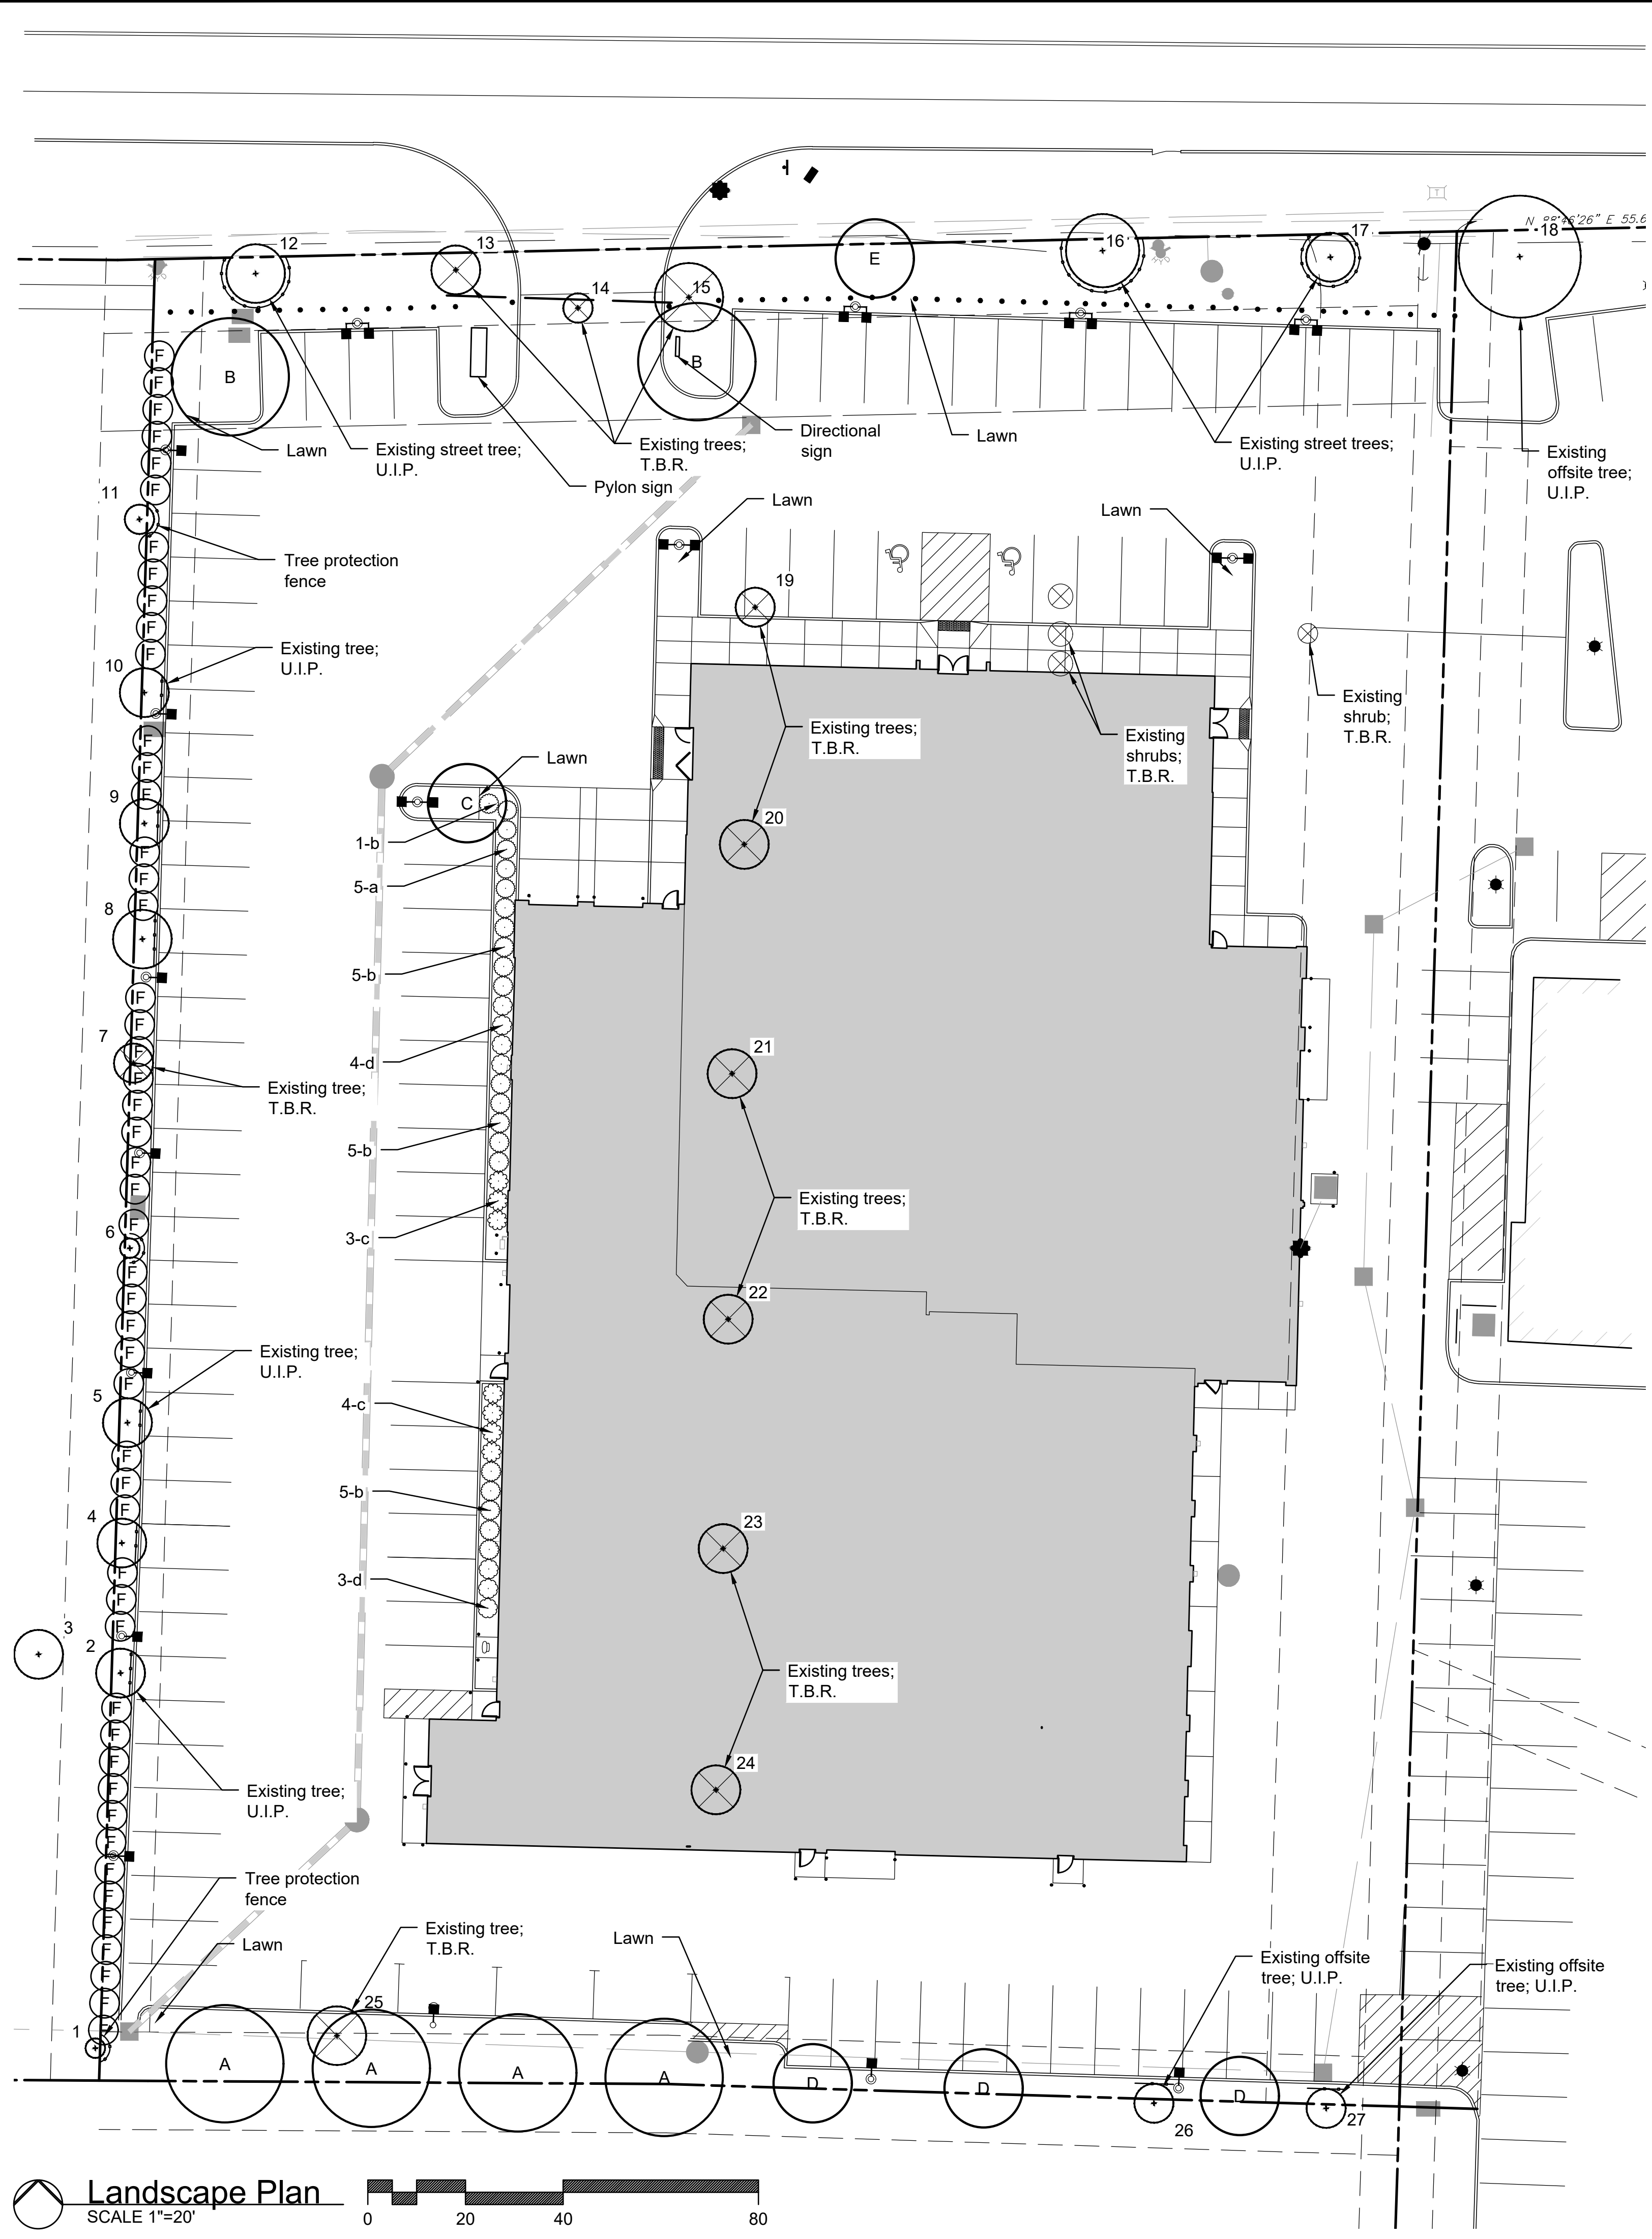 N 88°46'26" E 55.6
12
13
14
15
E
16
17
18
B
B
Lawn
Existing street tree;
U.I.P.
Pylon sign
Existing trees;
T.B.R.
Directional
sign
Lawn
Existing street trees;
U.I.P.
Existing
offsite tree;
U.I.P.
F
F
F
F
F
F
11
Tree protection
fence
Lawn
Lawn
19
F
F
F
F
F
Existing tree;
U.I.P.
10
Existing trees;
T.B.R.
Existing
shrubs;
T.B.R.
Existing
shrub;
T.B.R.
F
F
F
9
C
Lawn
1-b
5-a
20
F
F
F
8
5-b
F
F
F
F
F
F
F
F
7
4-d
Existing tree;
T.B.R.
21
5-b
Existing trees;
T.B.R.
3-c
F
6
F
F
F
F
F
22
Existing tree;
U.I.P.
5
4-c
F
F
F
4
5-b
23
F
F
F
3-d
3
2
Existing trees;
T.B.R.
F
F
F
F
F
F
F
F
F
F
F
F
F
24
Existing tree;
U.I.P.
Tree protection
fence
Lawn
Existing tree;
T.B.R.
Lawn
Existing offsite
tree; U.I.P.
Existing offsite
tree; U.I.P.
1
25
A
A
A
A
D
D
D
26
27
Landscape Plan
SCALE 1"=20'
0 20 40 80